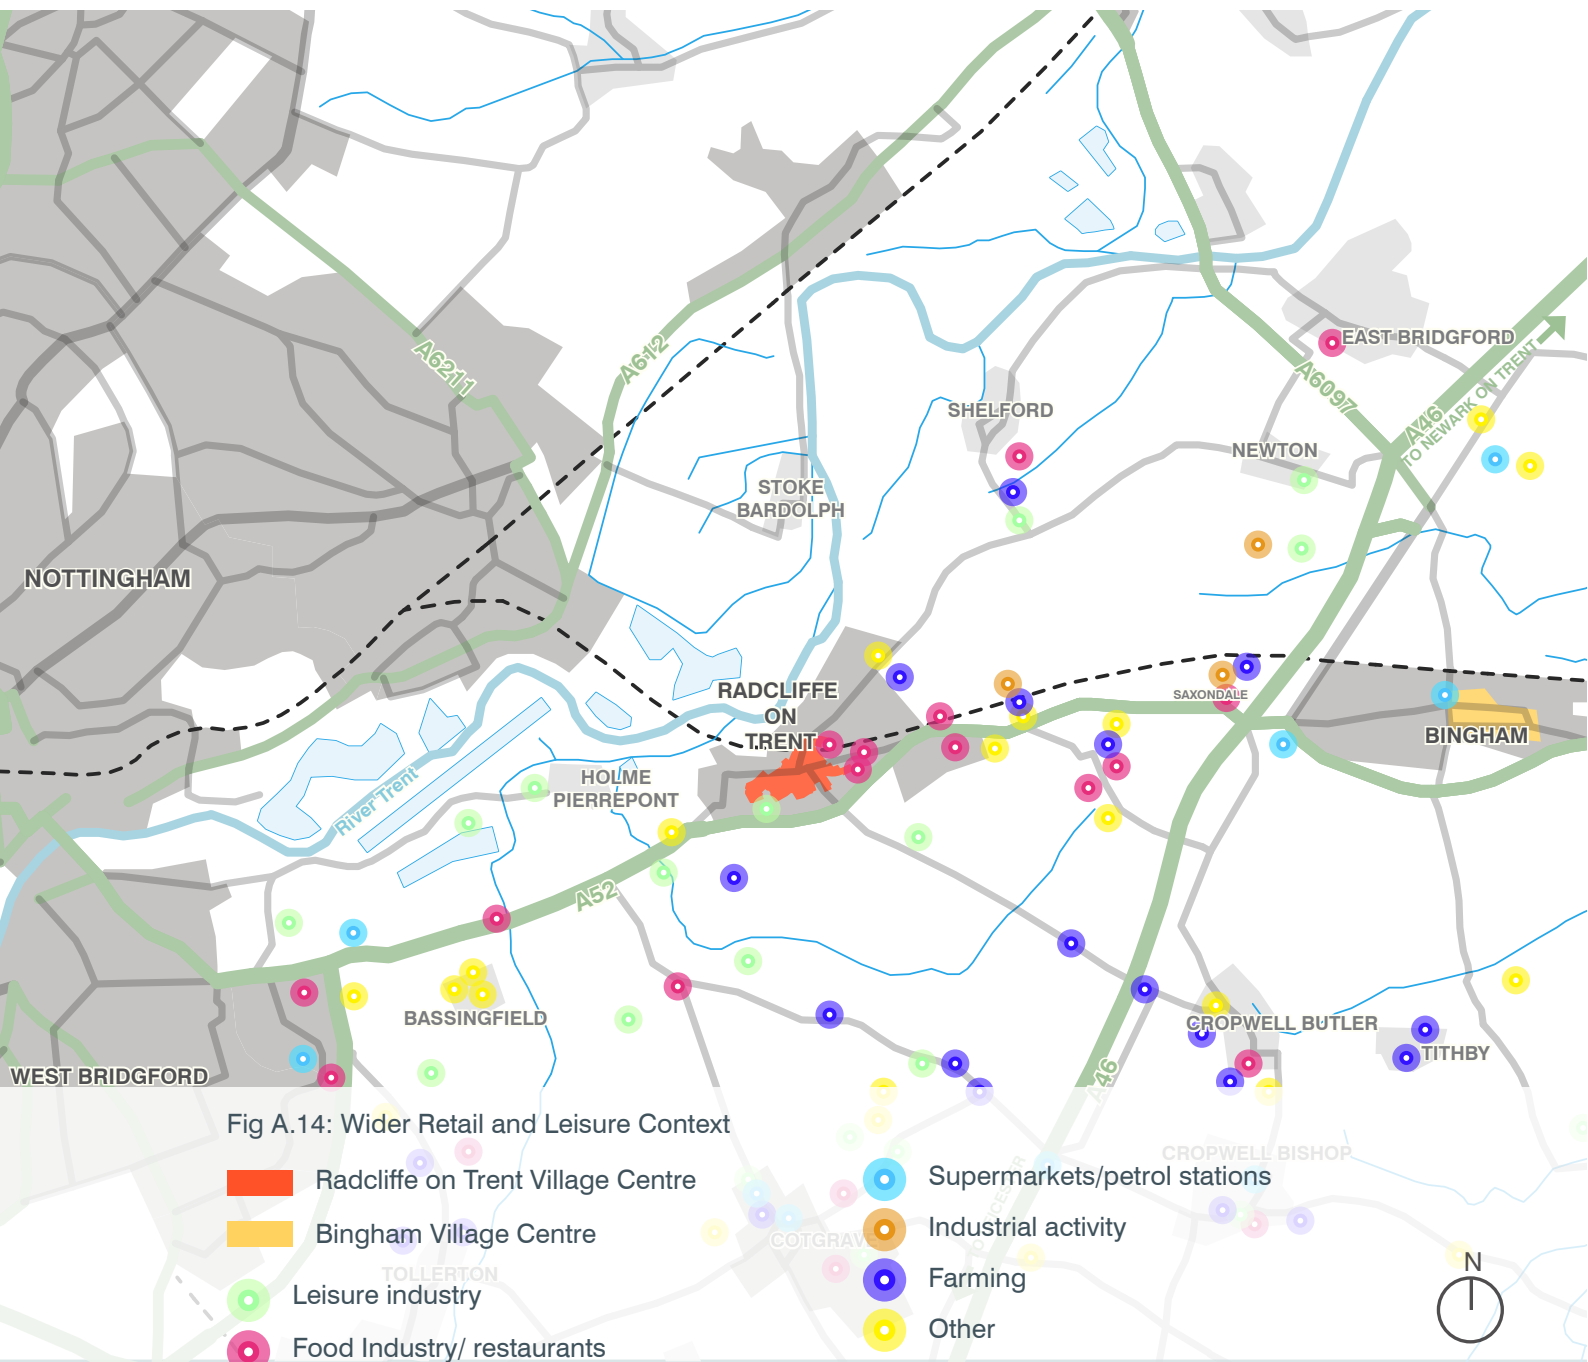 A6211
A612
EAST BRIDGFORD
A6097
A46
TO NEWARK ON TRENT
SHELFORD
NEWTON
STOKE
BARDOLPH
NOTTINGHAM
RADCLIFFE
ON
TRENT
SAXONDALE
BINGHAM
HOLME
PIERREPONT
River Trent
A52
BASSINGFIELD
CROPWELL BUTLER
TITHBY
WEST BRIDGFORD
A46
Fig A.14: Wider Retail and Leisure Context
CROPWELL BISHOP
Radcliffe on Trent Village Centre
Supermarkets/petrol stations
Bingham Village Centre
Industrial activity
COTGRAVE
TOLLERTON
Farming
Leisure industry
Other
Food Industry/ restaurants
N